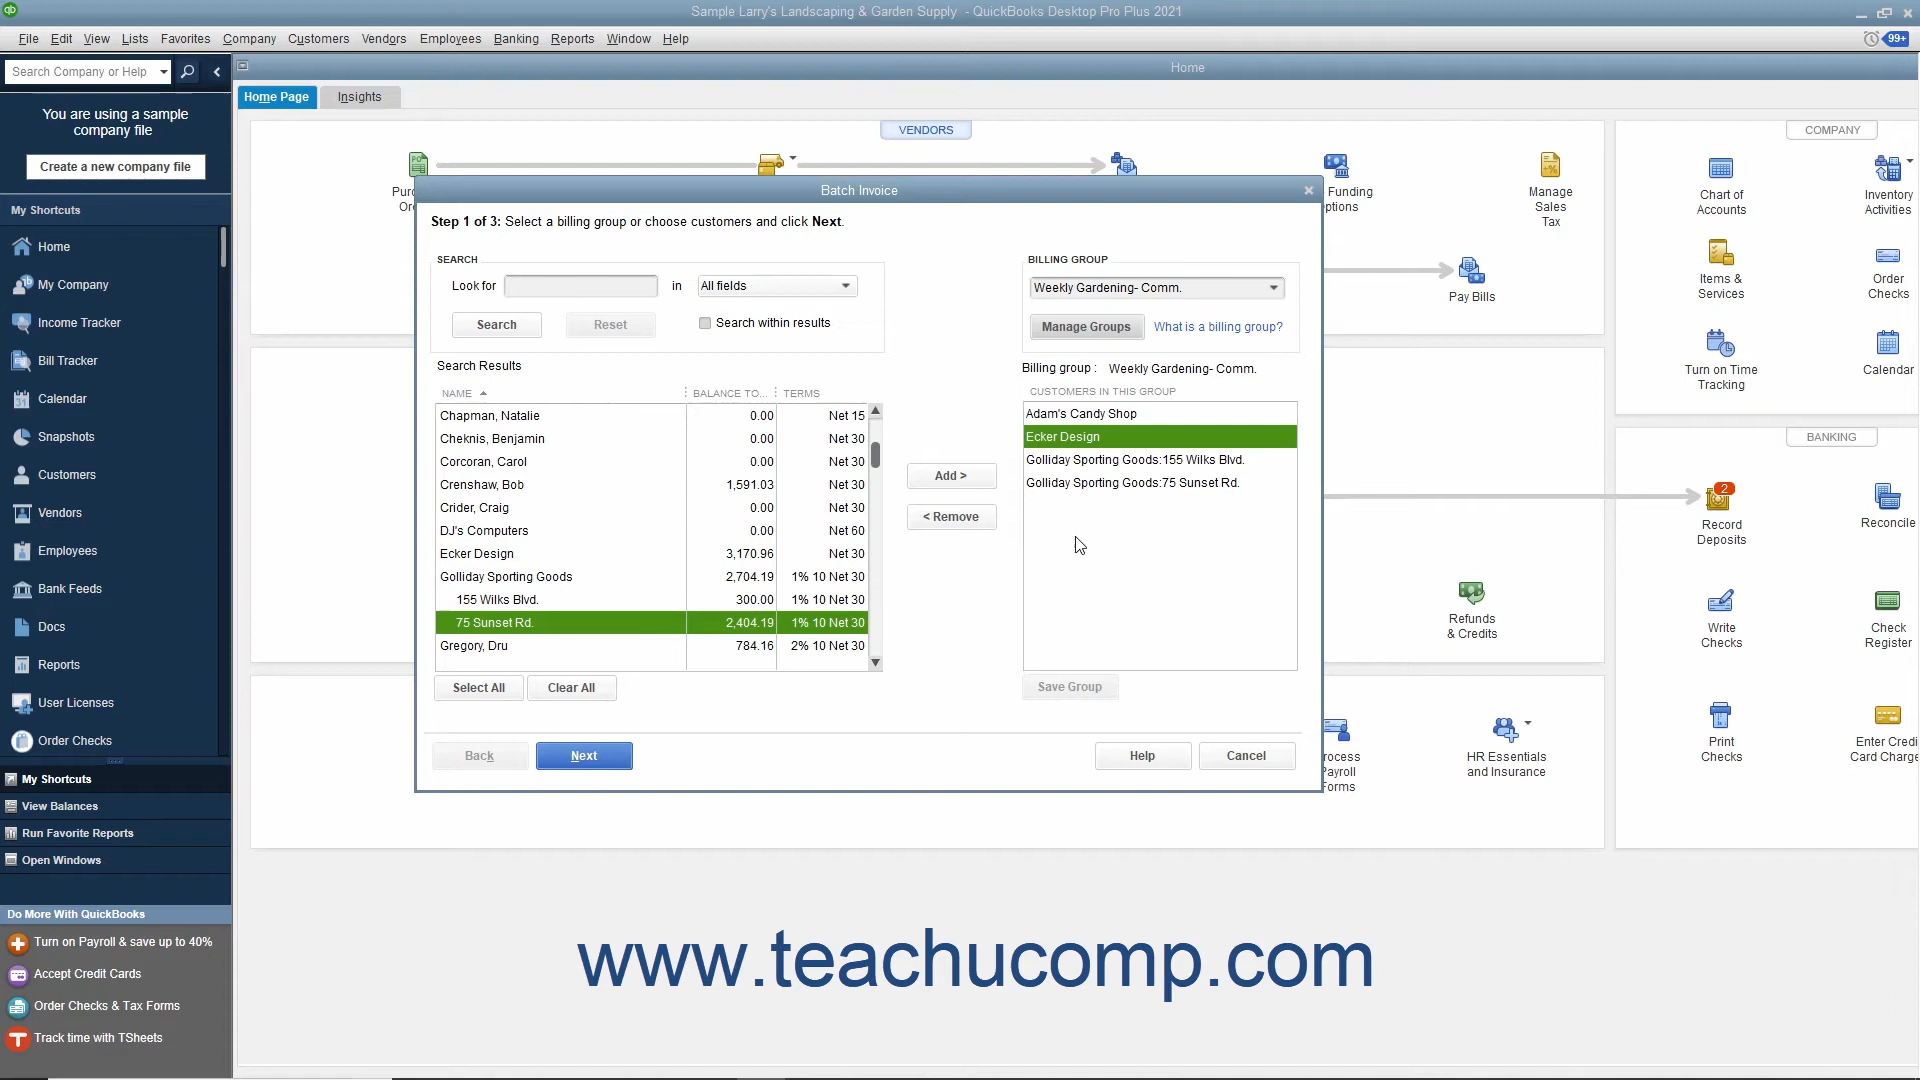 Sample Larry's Landscaping & Garden Supply - QuickBooks Desktop Pro Plus 2021
File Edit View Lists Favorites Company Customers Vendors Employees Banking Reports Window Help
99+
Search Company or Help
Home
Home Page
Insights
You are using a sample
company file
Create a new company file
My Shortcuts
Home
My Company
Income Tracker
Bill Tracker
Calendar
Snapshots
Customers
Vendors
Employees
Bank Feeds
Docs
Reports
User Licenses
Order Checks
My Shortcuts
View Balances
Run Favorite Reports
Open Windows
Do More With QuickBooks
Turn on Payroll & save up to 40%
Accept Credit Cards
Order Checks & Tax Forms
Track time with TSheets
VENDORS
Manage
Sales
Tax
Funding
Pay Bills
Refunds
& Credits
Payroll
HR Essentials
and Insurance
COMPANY
Chart of
Accounts
Inventory
Activities
Items &
Services
Order
Checks
Turn on Time
Tracking
Calendar
BANKING
2
Record
Deposits
Reconcile
Write
Checks
Check
Register
Print
Checks
Enter Credi
Card Charge
Batch Invoice
Step 1 of 3: Select a billing group or choose customers and click Next.
SEARCH
Look for in All fields
Search Reset Search within results
Search Results
NAME BALANCE TO... TERMS
Chapman, Natalie 0.00 Net 15
Cheknis, Benjamin 0.00 Net 30
Corcoran, Carol 0.00 Net 30
Crenshaw, Bob 1,591.03 Net 30
Crider, Craig 0.00 Net 30
DJ's Computers 0.00 Net 60
Ecker Design 3,170.96 Net 30
Golliday Sporting Goods 2,704.19 1% 10 Net 30
155 Wilks Blvd. 300.00 1% 10 Net 30
75 Sunset Rd. 2,404.19 1% 10 Net 30
Gregory, Dru 784.16 2% 10 Net 30
Select All Clear All
Add >
< Remove
BILLING GROUP
Weekly Gardening- Comm.
Manage Groups What is a billing group?
Billing group : Weekly Gardening- Comm.
CUSTOMERS IN THIS GROUP
Adam's Candy Shop
Ecker Design
Golliday Sporting Goods:155 Wilks Blvd.
Golliday Sporting Goods:75 Sunset Rd.
Save Group
Back Next Help Cancel
www.teachucomp.com